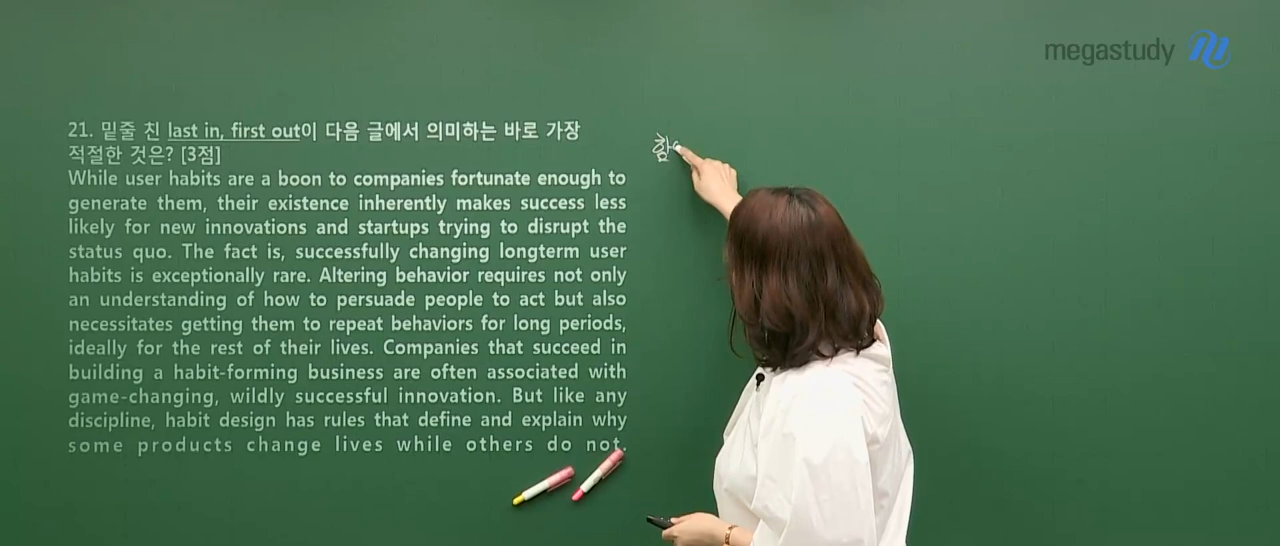 megastudy
21. 밑줄 친 last in, first out이 다음 글에서 의미하는 바로 가장
적절한 것은? [3점]
While user habits are a boon to companies fortunate enough to
generate them, their existence inherently makes success less
likely for new innovations and startups trying to disrupt the
status quo. The fact is, successfully changing longterm user
habits is exceptionally rare. Altering behavior requires not only
an understanding of how to persuade people to act but also
necessitates getting them to repeat behaviors for long periods,
ideally for the rest of their lives. Companies that succeed in
building a habit-forming business are often associated with
game-changing, wildly successful innovation. But like any
discipline, habit design has rules that define and explain why
some products change lives while others do not.